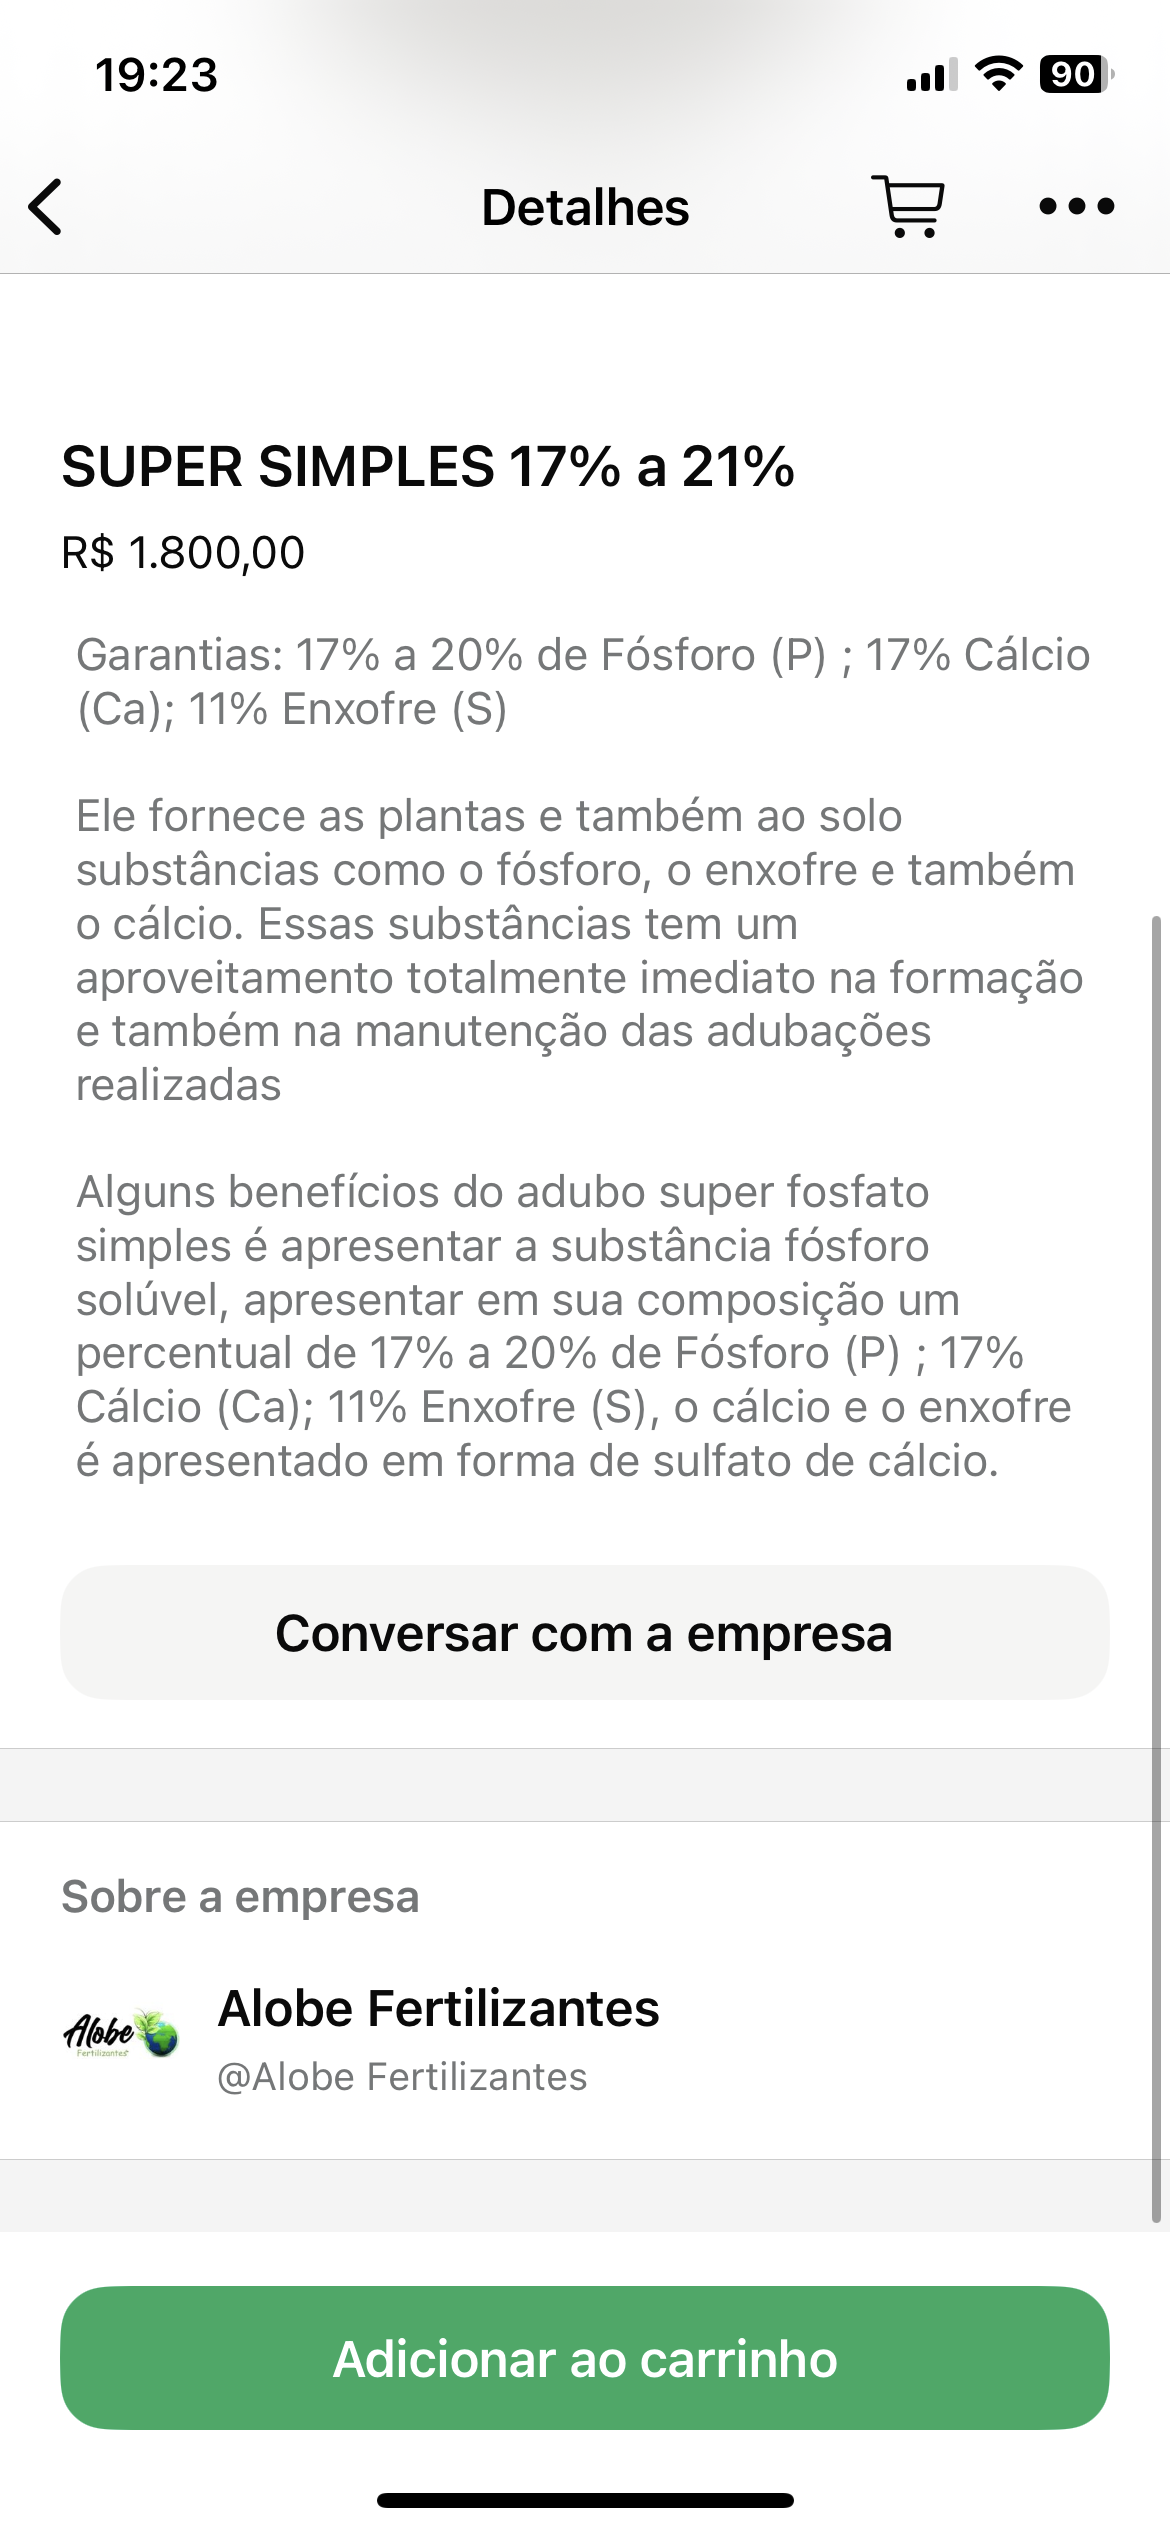 19:23
90
Detalhes
SUPER SIMPLES 17% a 21%
R$ 1.800,00
Garantias: 17% a 20% de Fósforo (P) ; 17% Cálcio
(Ca); 11% Enxofre (S)
Ele fornece as plantas e também ao solo
substâncias como o fósforo, o enxofre e também
o cálcio. Essas substâncias tem um
aproveitamento totalmente imediato na formação
e também na manutenção das adubações
realizadas
Alguns benefícios do adubo super fosfato
simples é apresentar a substância fósforo
solúvel, apresentar em sua composição um
percentual de 17% a 20% de Fósforo (P) ; 17%
Cálcio (Ca); 11% Enxofre (S), o cálcio e o enxofre
é apresentado em forma de sulfato de cálcio.
Conversar com a empresa
Sobre a empresa
Alobe
Fertilizantes
Alobe Fertilizantes
@Alobe Fertilizantes
Adicionar ao carrinho